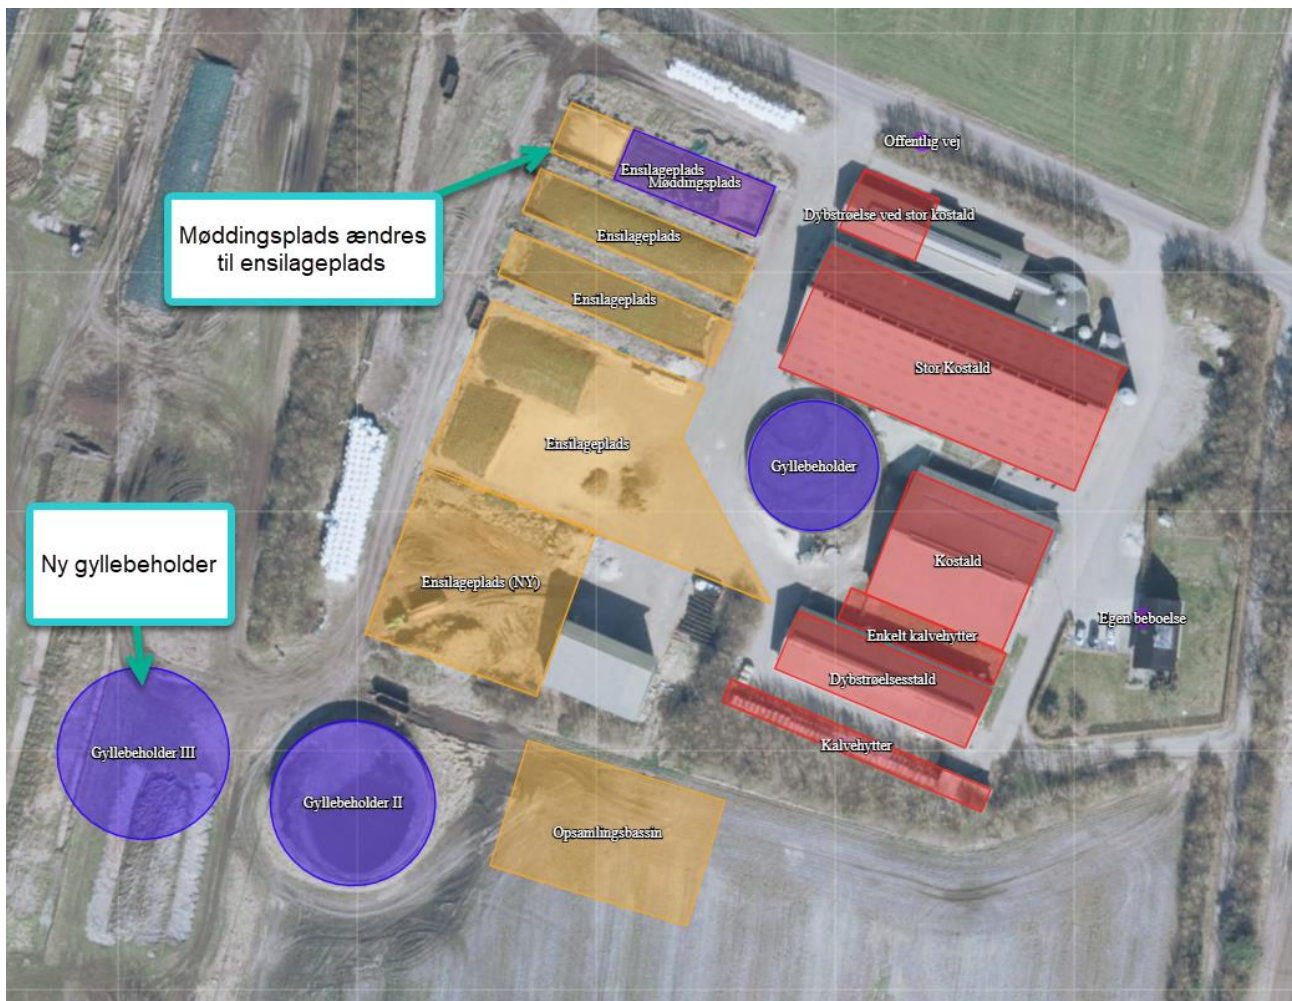 Offentlig vej
Ensilageplads
Møddingsplads
Dybstrøelse ved stor kostald
Møddingsplads ændres
til ensilageplads
Ensilageplads
Ensilageplads
Stor Kostald
Ensilageplads
Gyllebeholder
Ny gyllebeholder
Kostald
Ensilageplads (NY)
Egen beboelse
Enkelt kalvehytter
Dybstrøelsesstald
Kalvehytter
Gyllebeholder III
Gyllebeholder II
Opsamlingsbassin